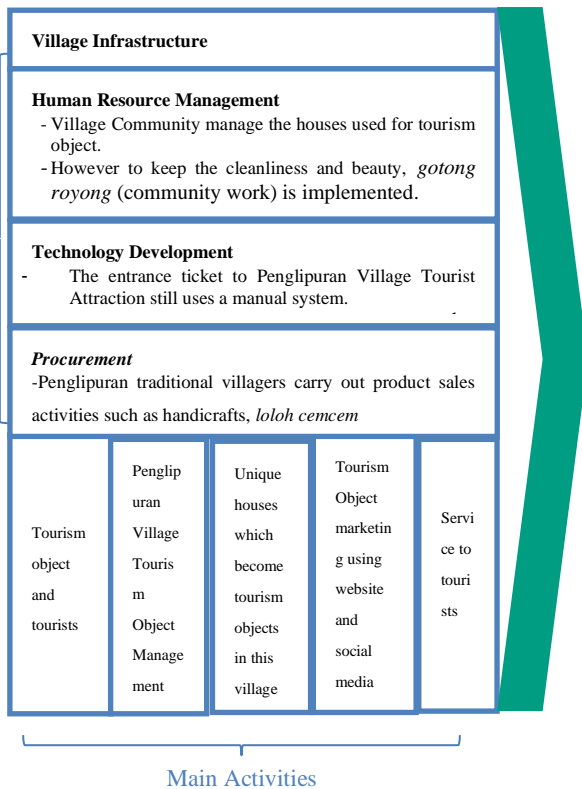 Village Infrastructure
Human Resource Management
- Village Community manage the houses used for tourism
object.
- However to keep the cleanliness and beauty, gotong
royong (community work) is implemented.
Technology Development
- The entrance ticket to Penglipuran Village Tourist
Attraction still uses a manual system.
Procurement
-Penglipuran traditional villagers carry out product sales
activities such as handicrafts, loloh cemcem
Tourism
object
and
tourists
Penglip
uran
Village
Touris
m
Object
Manage
ment
Unique
houses
which
become
tourism
objects
in this
village
Tourism
Object
marketin
g using
website
and
social
media
Servi
ce to
touri
sts
Main Activities